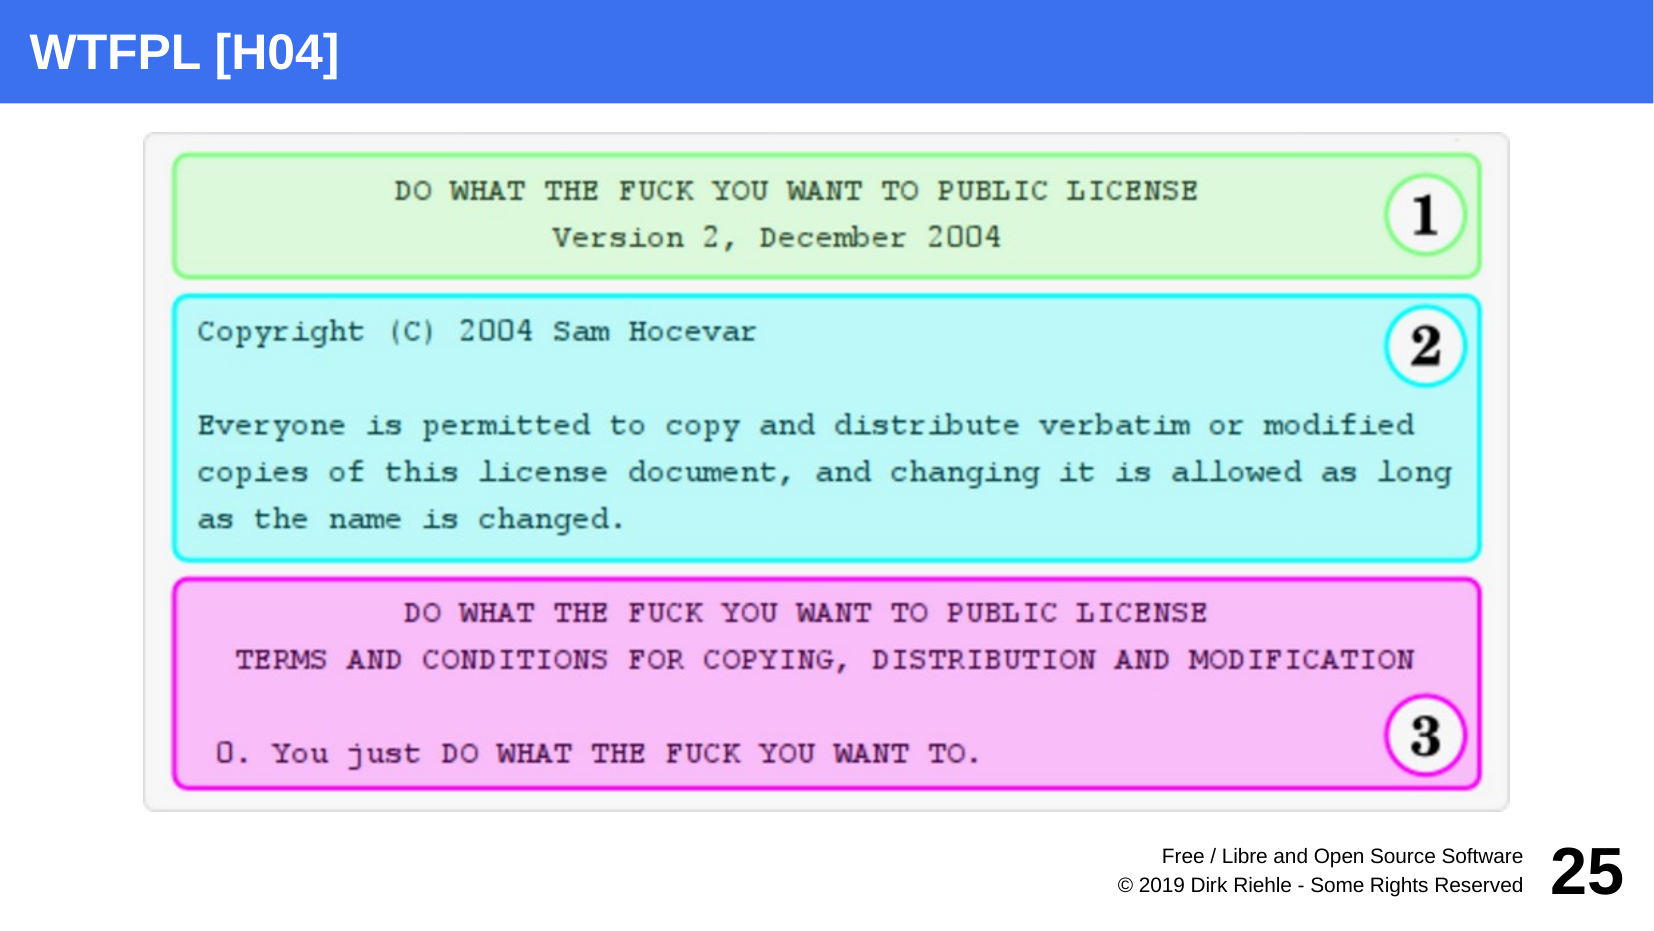 WTFPL [H04]
DO WHAT THE FUCK YOU WANT TO PUBLIC LICENSE
Version 2, December 2004
1
Copyright (C) 2004 Sam Hocevar
2
Everyone is permitted to copy and distribute verbatim or modified
copies of this license document, and changing it is allowed as long
as the name is changed.
DO WHAT THE FUCK YOU WANT TO PUBLIC LICENSE
TERMS AND CONDITIONS FOR COPYING, DISTRIBUTION AND MODIFICATION
0. You just DO WHAT THE FUCK YOU WANT TO.
3
Free / Libre and Open Source Software
© 2019 Dirk Riehle - Some Rights Reserved
25